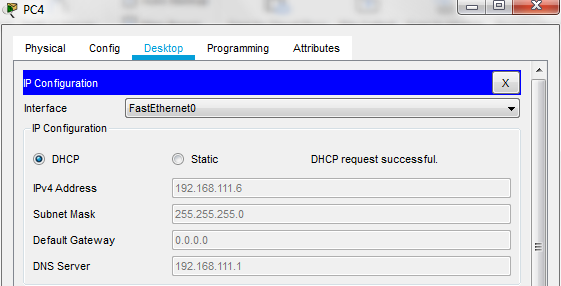 PC4
Physical Config Desktop Programming Attributes
IP Configuration X
Interface FastEthernet0
IP Configuration
DHCP Static DHCP request successful.
IPv4 Address 192.168.111.6
Subnet Mask 255.255.255.0
Default Gateway 0.0.0.0
DNS Server 192.168.111.1